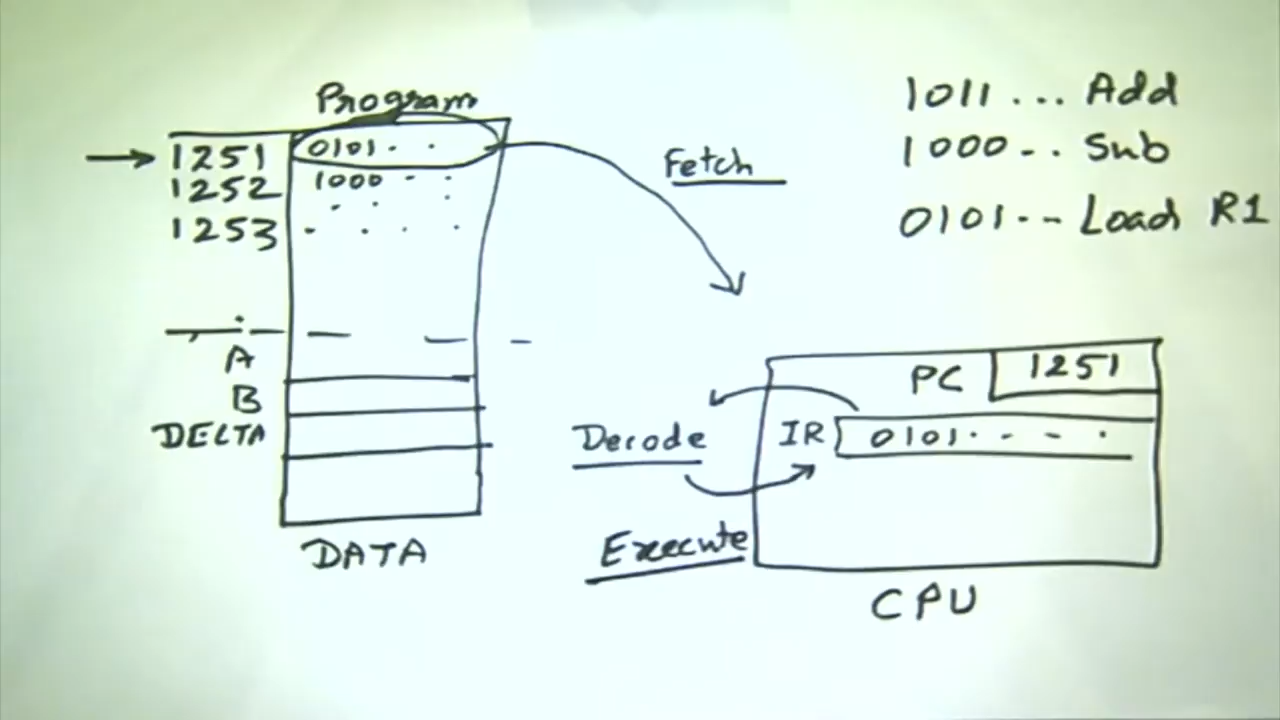 Program
1251 0101 . .
1252 1000 - -
1253 - . . .
A
B
DELTA
DATA
Fetch
1011 ... Add
1000 -- Sub
0101 -- Load R1
PC 1251
Decode
IR 0101 . - - .
Execute
CPU